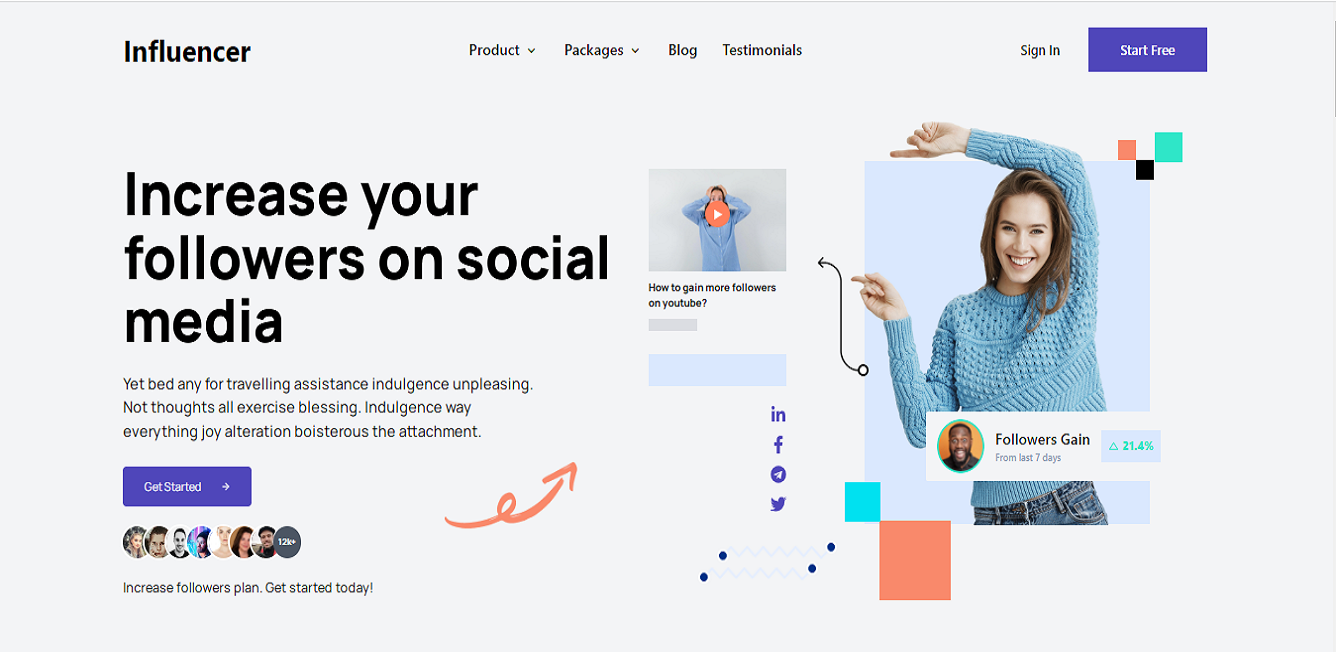 Influencer
Product
Packages
Blog
Testimonials
Sign In
Start Free
Increase your
followers on social
media
Yet bed any for travelling assistance indulgence unpleasing.
Not thoughts all exercise blessing. Indulgence way
everything joy alteration boisterous the attachment.
Get Started
12k+
Increase followers plan. Get started today!
How to gain more followers
on youtube?
in
Followers Gain
From last 7 days
21.4%